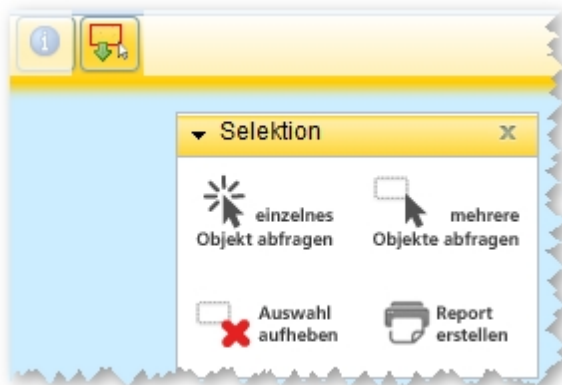 Selektion
einzelnes
Objekt abfragen
mehrere
Objekte abfragen
Auswahl
aufheben
Report
erstellen